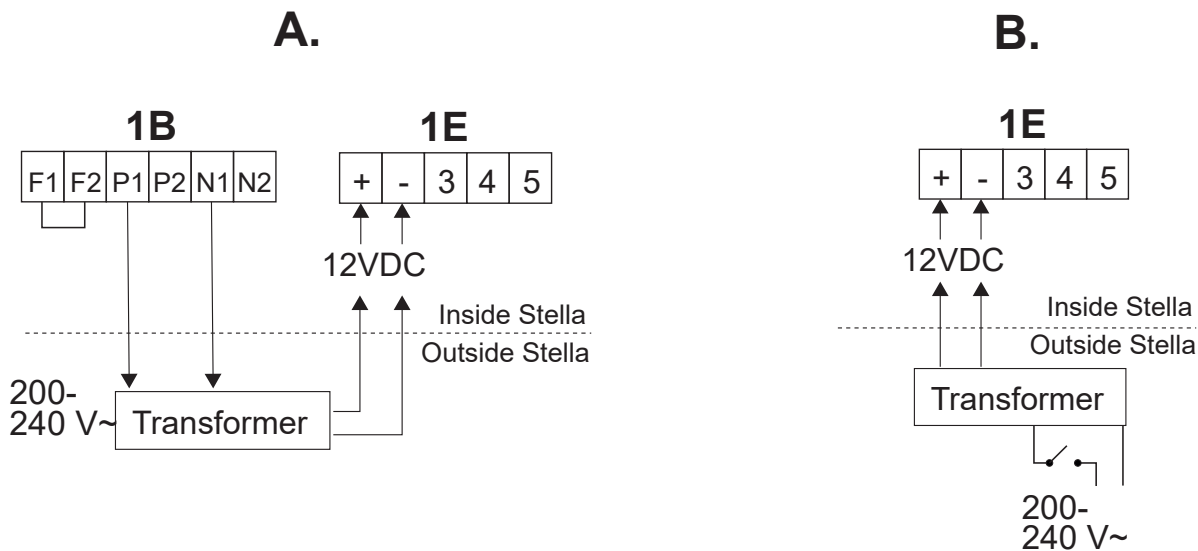 A.
1B
1E
F1 F2 P1 P2 N1 N2
+ - 3 4 5
12VDC
Inside Stella
Outside Stella
200-
240 V~
Transformer
B.
1E
+ - 3 4 5
12VDC
Inside Stella
Outside Stella
Transformer
200-
240 V~